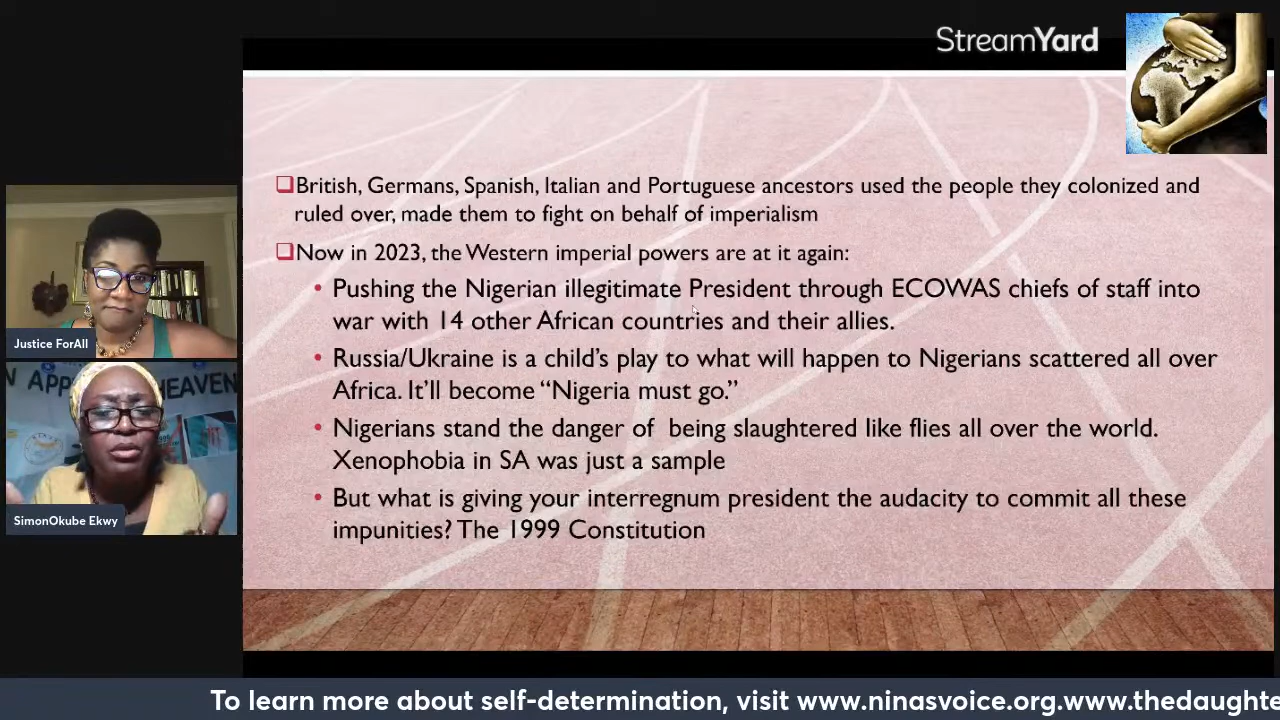 StreamYard
British, Germans, Spanish, Italian and Portuguese ancestors used the people they colonized and
ruled over, made them to fight on behalf of imperialism
Now in 2023, the Western imperial powers are at it again:
• Pushing the Nigerian illegitimate President through ECOWAS chiefs of staff into
war with 14 other African countries and their allies.
• Russia/Ukraine is a child's play to what will happen to Nigerians scattered all over
Africa. It'll become “Nigeria must go.”
• Nigerians stand the danger of being slaughtered like flies all over the world.
Xenophobia in SA was just a sample
• But what is giving your interregnum president the audacity to commit all these
impunities? The 1999 Constitution
Justice ForAll
N APP HEAVEN
SimonOkube Ekwy
To learn more about self-determination, visit www.ninasvoice.org.www.thedaughte